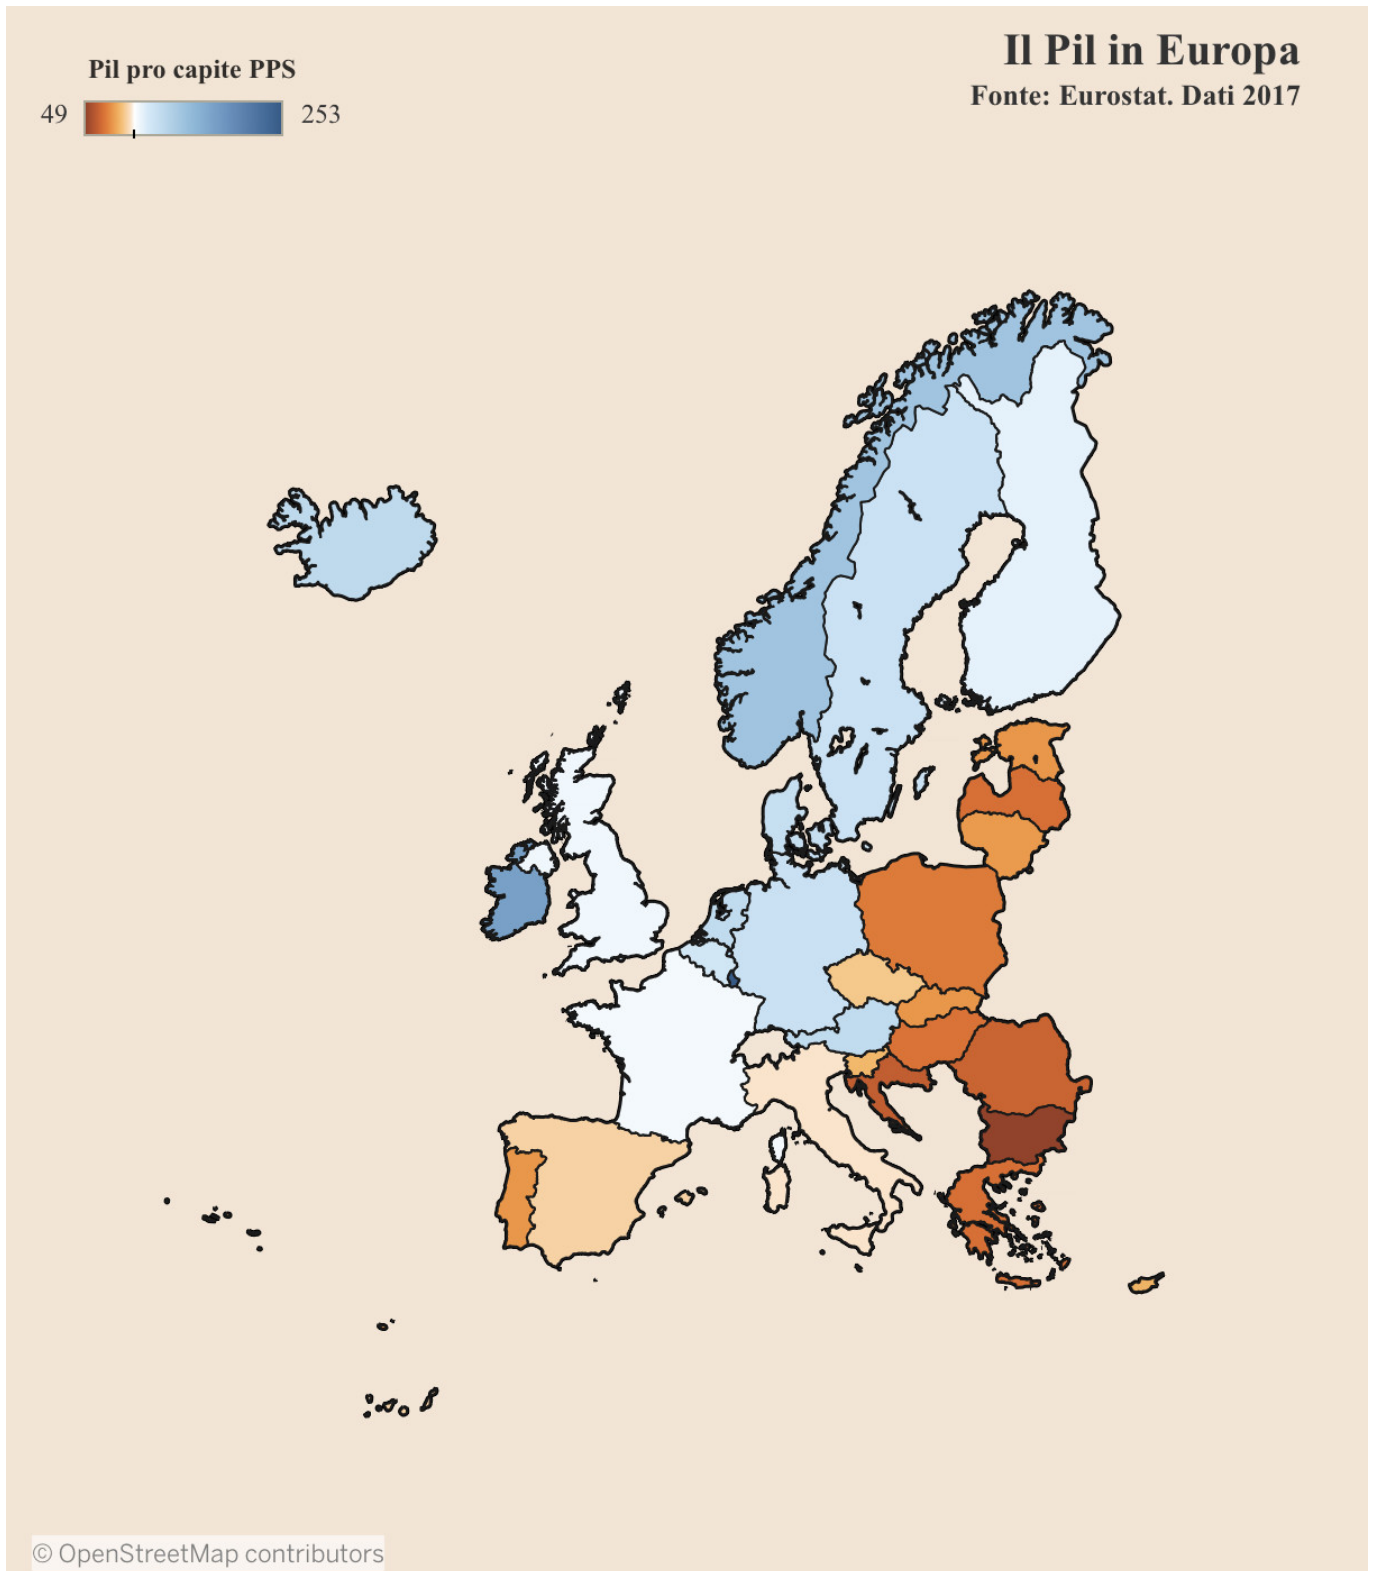 Il Pil in Europa
Fonte: Eurostat. Dati 2017
Pil pro capite PPS
49 253
© OpenStreetMap contributors